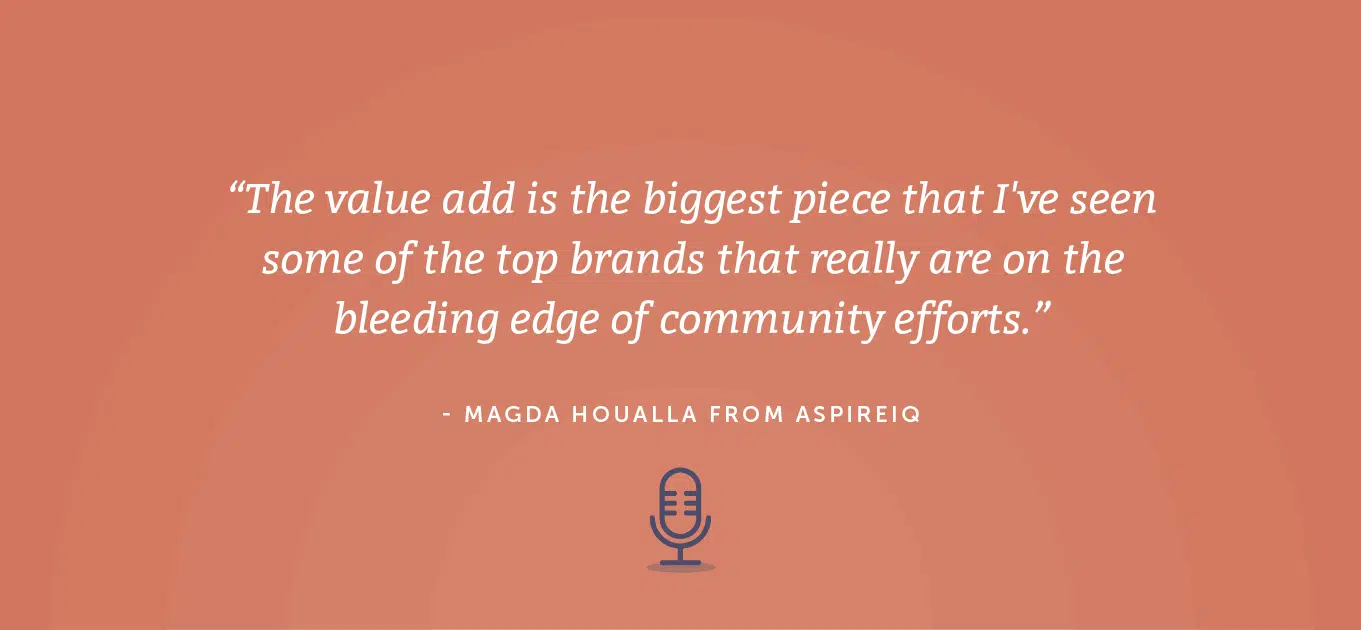 “The value add is the biggest piece that I've seen
some of the top brands that really are on the
bleeding edge of community efforts.”
- MAGDA HOUALLA FROM ASPIREIQ